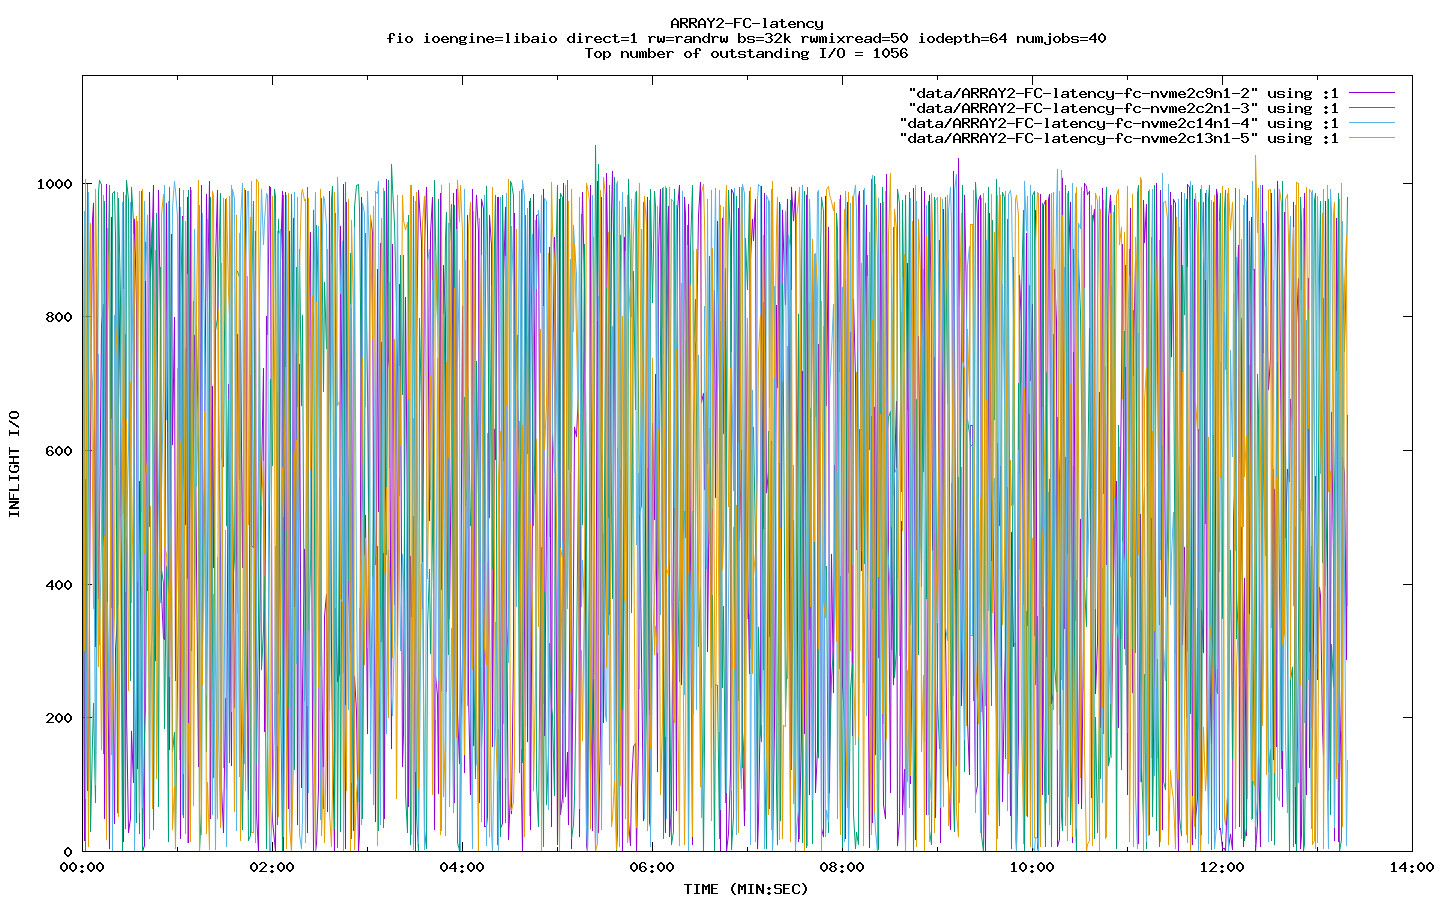 ARRAY2-FC-latency
fio ioengine=libaio direct=1 rw=randrw bs=32k rwmixread=50 iodepth=64 numjobs=40
Top number of outstanding I/O = 1056
"data/ARRAY2-FC-latency-fc-nvme2c9n1-2" using :1
"data/ARRAY2-FC-latency-fc-nvme2c2n1-3" using :1
"data/ARRAY2-FC-latency-fc-nvme2c14n1-4" using :1
"data/ARRAY2-FC-latency-fc-nvme2c13n1-5" using :1
1000
800
600
400
200
0
INFLIGHT I/O
00:00 02:00 04:00 06:00 08:00 10:00 12:00 14:00
TIME (MIN:SEC)